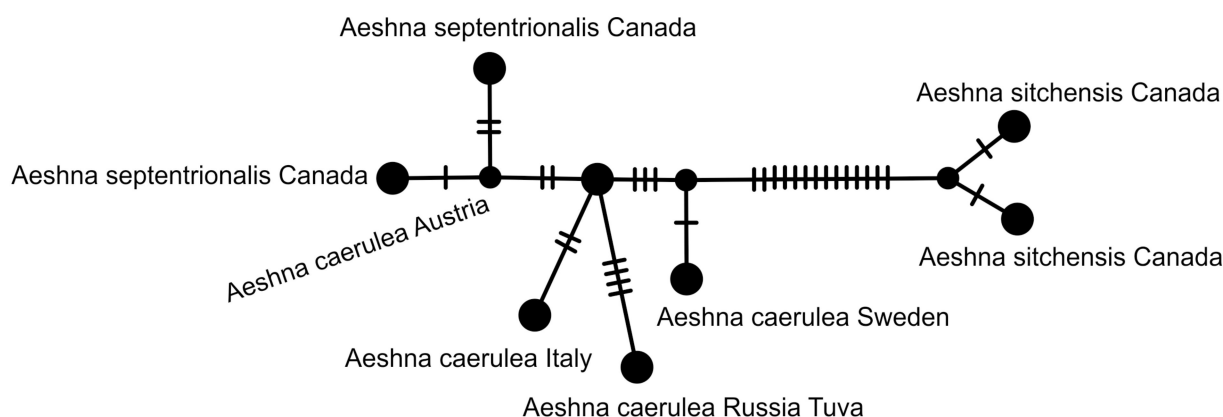 Aeshna septentrionalis Canada
Aeshna sitchensis Canada
Aeshna septentrionalis Canada
Aeshna caerulea Austria
Aeshna sitchensis Canada
Aeshna caerulea Sweden
Aeshna caerulea Italy
Aeshna caerulea Russia Tuva